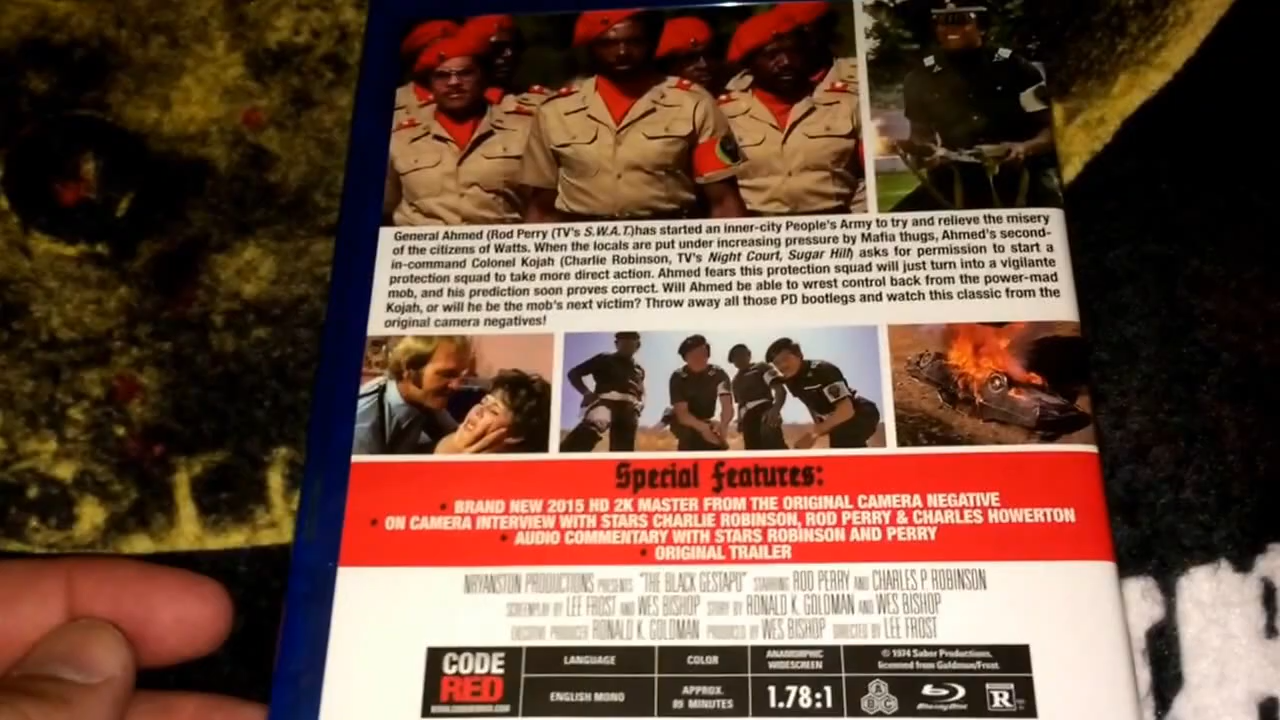 General Ahmed (Rod Perry (TV's S.W.A.T.)has started an inner-city People's Army to try and relieve the misery
of the citizens of Watts. When the locals are put under increasing pressure by Mafia thugs, Ahmed's second-
in-command Colonel Kojah (Charlie Robinson, TV's Night Court, Sugar Hill) asks for permission to start a
protection squad to take more direct action. Ahmed fears this protection squad will just turn into a vigilante
mob, and his prediction soon proves correct. Will Ahmed be able to wrest control back from the power-mad
Kojah, or will he be the mob's next victim? Throw away all those PD bootlegs and watch this classic from the
original camera negatives!
Special Features:
• BRAND NEW 2015 HD 2K MASTER FROM THE ORIGINAL CAMERA NEGATIVE
• ON CAMERA INTERVIEW WITH STARS CHARLIE ROBINSON, ROD PERRY & CHARLES HOWERTON
• AUDIO COMMENTARY WITH STARS ROBINSON AND PERRY
• ORIGINAL TRAILER
PRODUCTIONS PRESENTS "THE BLACK GESTAPO" STARRING ROD PERRY AND CHARLES P ROBINSON
SCREENPLAY BY LEE FROST AND WES BISHOP STORY BY RONALD K. GOLDMAN AND WES BISHOP
EXECUTIVE PRODUCER RONALD K. GOLDMAN PRODUCED BY WES BISHOP DIRECTED BY LEE FROST
CODE RED
LANGUAGE
COLOR
ANAMORPHIC WIDESCREEN
© 1974 Saber Productions,
licensed from Goldman/Frost.
ENGLISH MONO
APPROX.
MINUTES
1.78:1
ABC
Blu-ray Disc
R